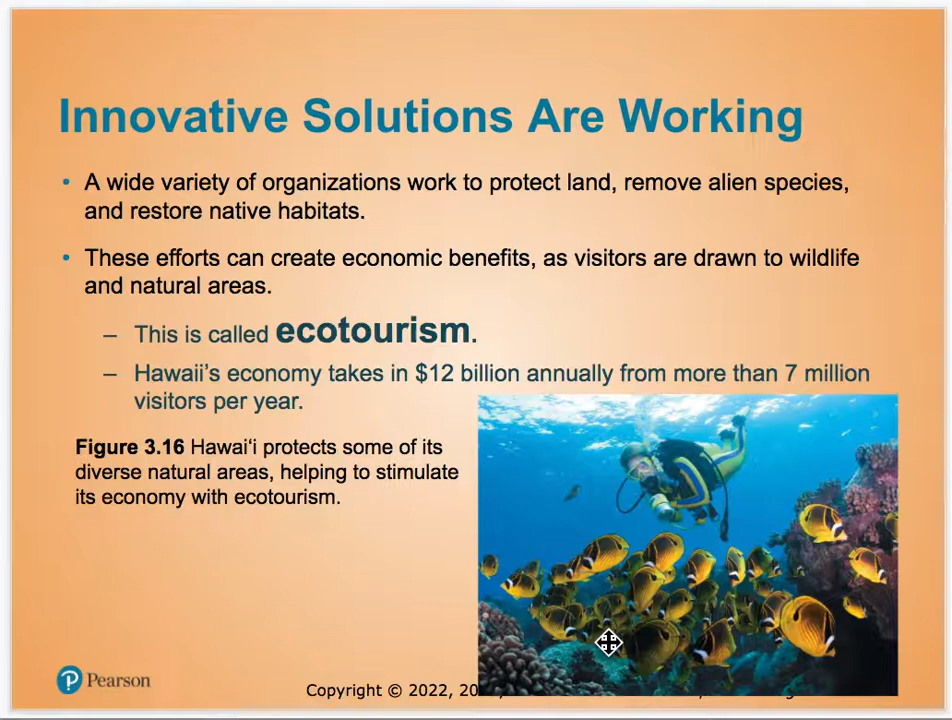 Innovative Solutions Are Working
• A wide variety of organizations work to protect land, remove alien species,
and restore native habitats.
• These efforts can create economic benefits, as visitors are drawn to wildlife
and natural areas.
– This is called ecotourism.
– Hawaii’s economy takes in $12 billion annually from more than 7 million
visitors per year.
Figure 3.16 Hawai‘i protects some of its
diverse natural areas, helping to stimulate
its economy with ecotourism.
Pearson
Copyright © 2022,